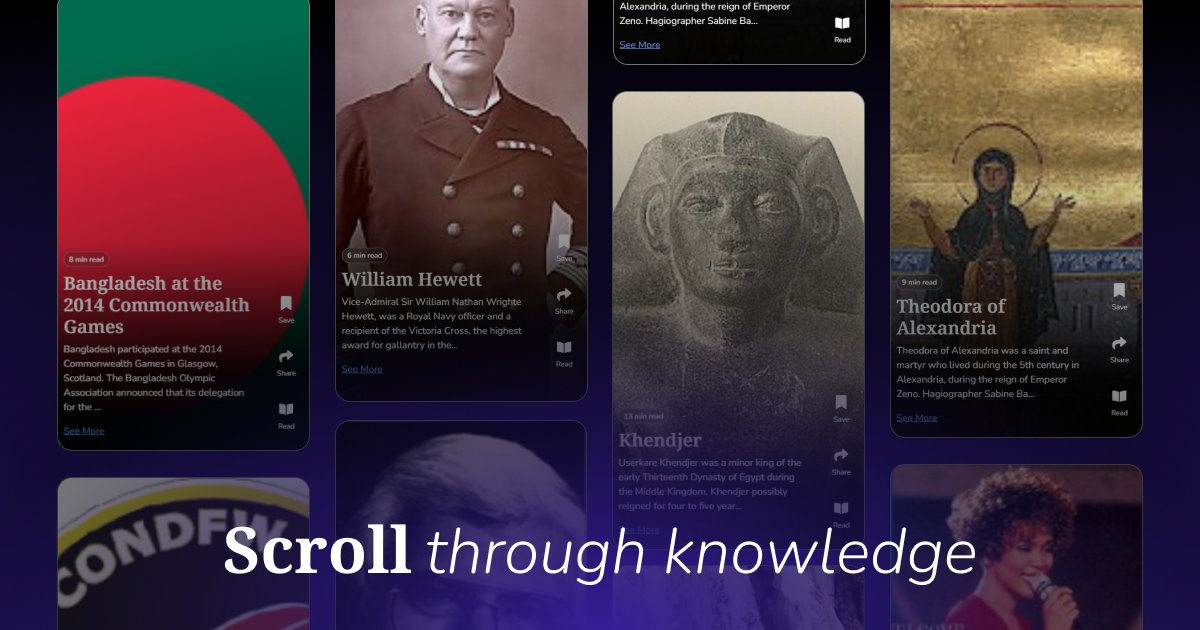 8 min read
Bangladesh at the
2014 Commonwealth
Games
Bangladesh participated at the 2014
Commonwealth Games in Glasgow,
Scotland. The Bangladesh Olympic
Association announced that its delegation
for the ...
See More
Save
Share
Read
CONDFW
6 min read
William Hewett
Vice-Admiral Sir William Nathan Wrighte
Hewett, was a Royal Navy officer and a
recipient of the Victoria Cross, the highest
award for gallantry in the...
See More
Save
Share
Read
Alexandria, during the reign of Emperor
Zeno. Hagiographer Sabine Ba...
See More
Read
13 min read
Khendjer
Userkare Khendjer was a minor king of the
early Thirteenth Dynasty of Egypt during
the Middle Kingdom. Khendjer possibly
reigned for four to five year...
See More
Save
Share
Read
9 min read
Theodora of
Alexandria
Theodora of Alexandria was a saint and
martyr who lived during the 5th century in
Alexandria, during the reign of Emperor
Zeno. Hagiographer Sabine Ba...
See More
Save
Share
Read
WELCOME
Scroll through knowledge